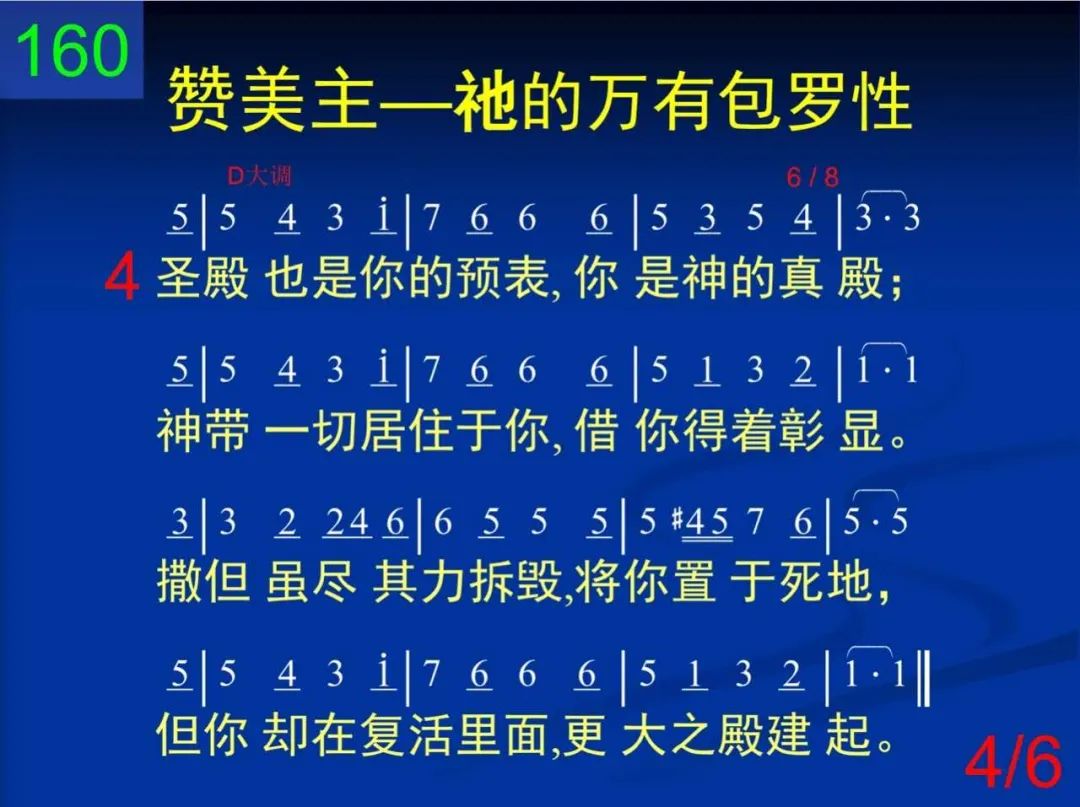 160
赞美主—祂的万有包罗性
D大调 6 / 8
5|5 4 3 i|7 6 6 6|5 3 5 4|3·3
4 圣殿 也是你的预表, 你 是神的真 殿；
5|5 4 3 i|7 6 6 6|5 1 3 2|1·1
神带 一切居住于你, 借 你得着彰 显。
3|3 2 24 6|6 5 5 5|5 #45 7 6|5·5
撒但 虽尽 其力拆毁,将你置 于死地，
5|5 4 3 i|7 6 6 6|5 1 3 2|1·1‖
但你 却在复活里面,更 大之殿建 起。
4/6